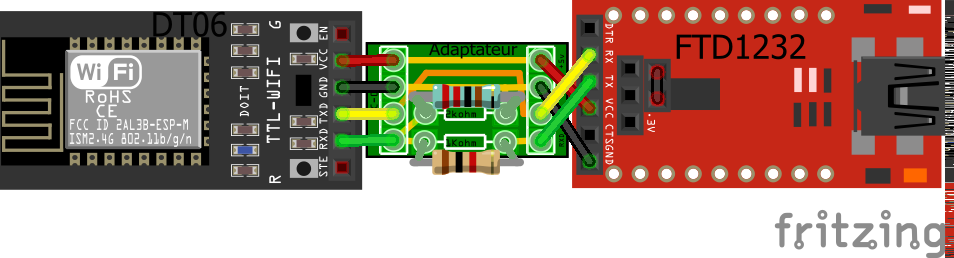 DT06
Wi Fi
RoHS
CE
FCC ID 2AL3B-ESP-M
ISM2.4G 802.11b/g/n
DOIT
TTL-WIFI
G
R
EN
VCC
GND
TXD
RXD
STE
Adaptateur
2kohm
1Kohm
FTD1232
DTR
RX
TX
VCC
CTS
GND
fritzing